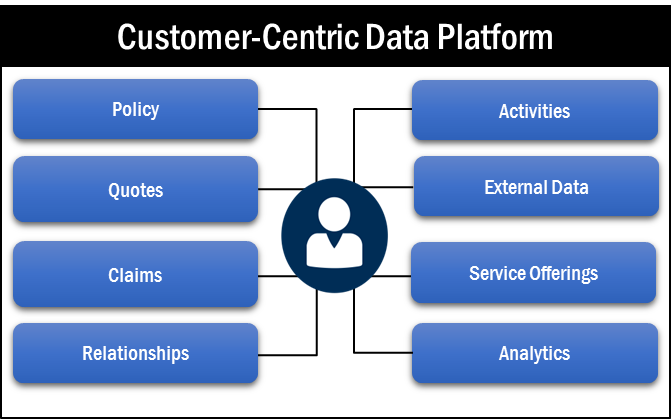 Customer-Centric Data Platform
Policy
Quotes
Claims
Relationships
Activities
External Data
Service Offerings
Analytics